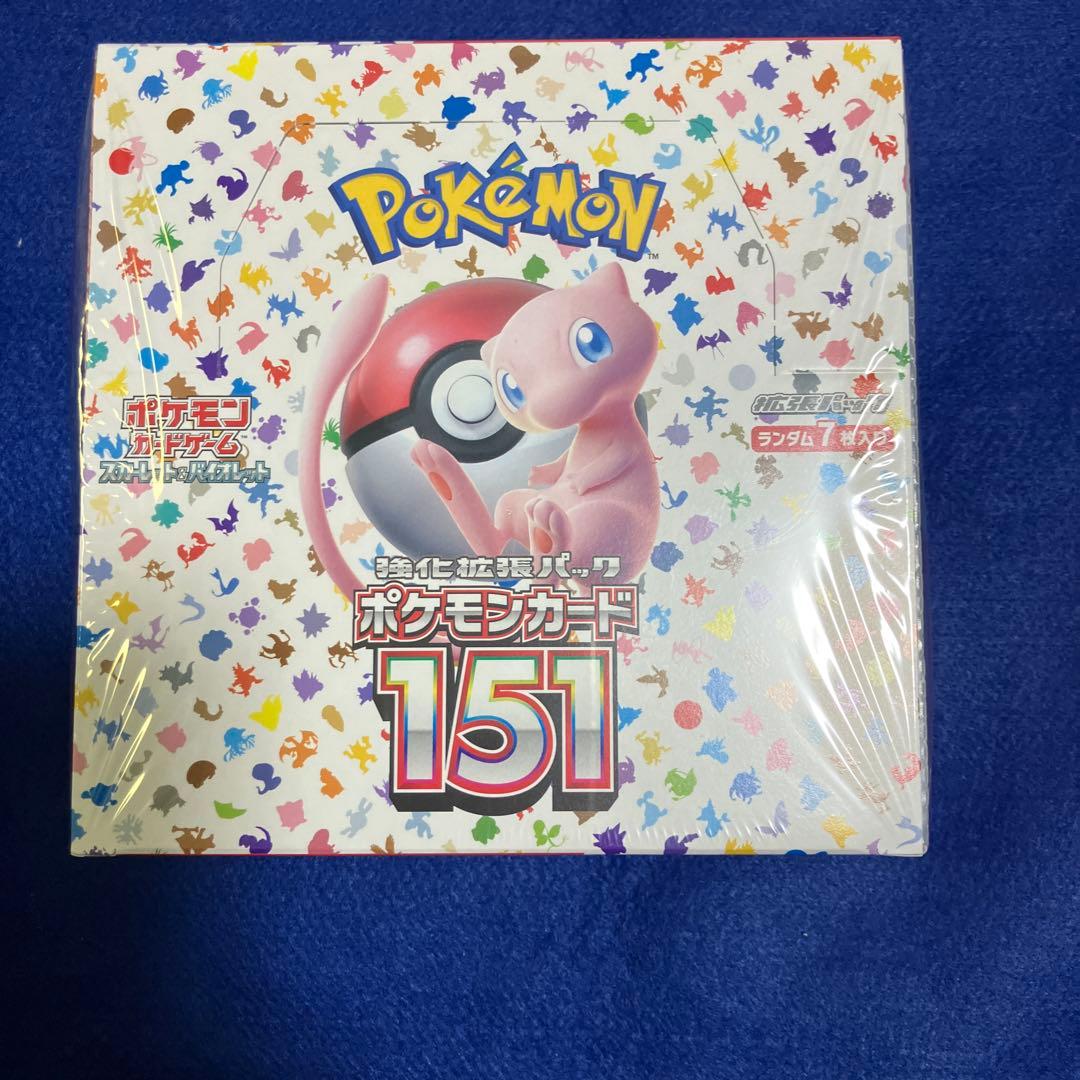 POKéMON
TM
ポケモン
カードゲーム
スカーレット&バイオレット
拡張パック
ランダム7枚入り
強化拡張パック
ポケモンカード
151